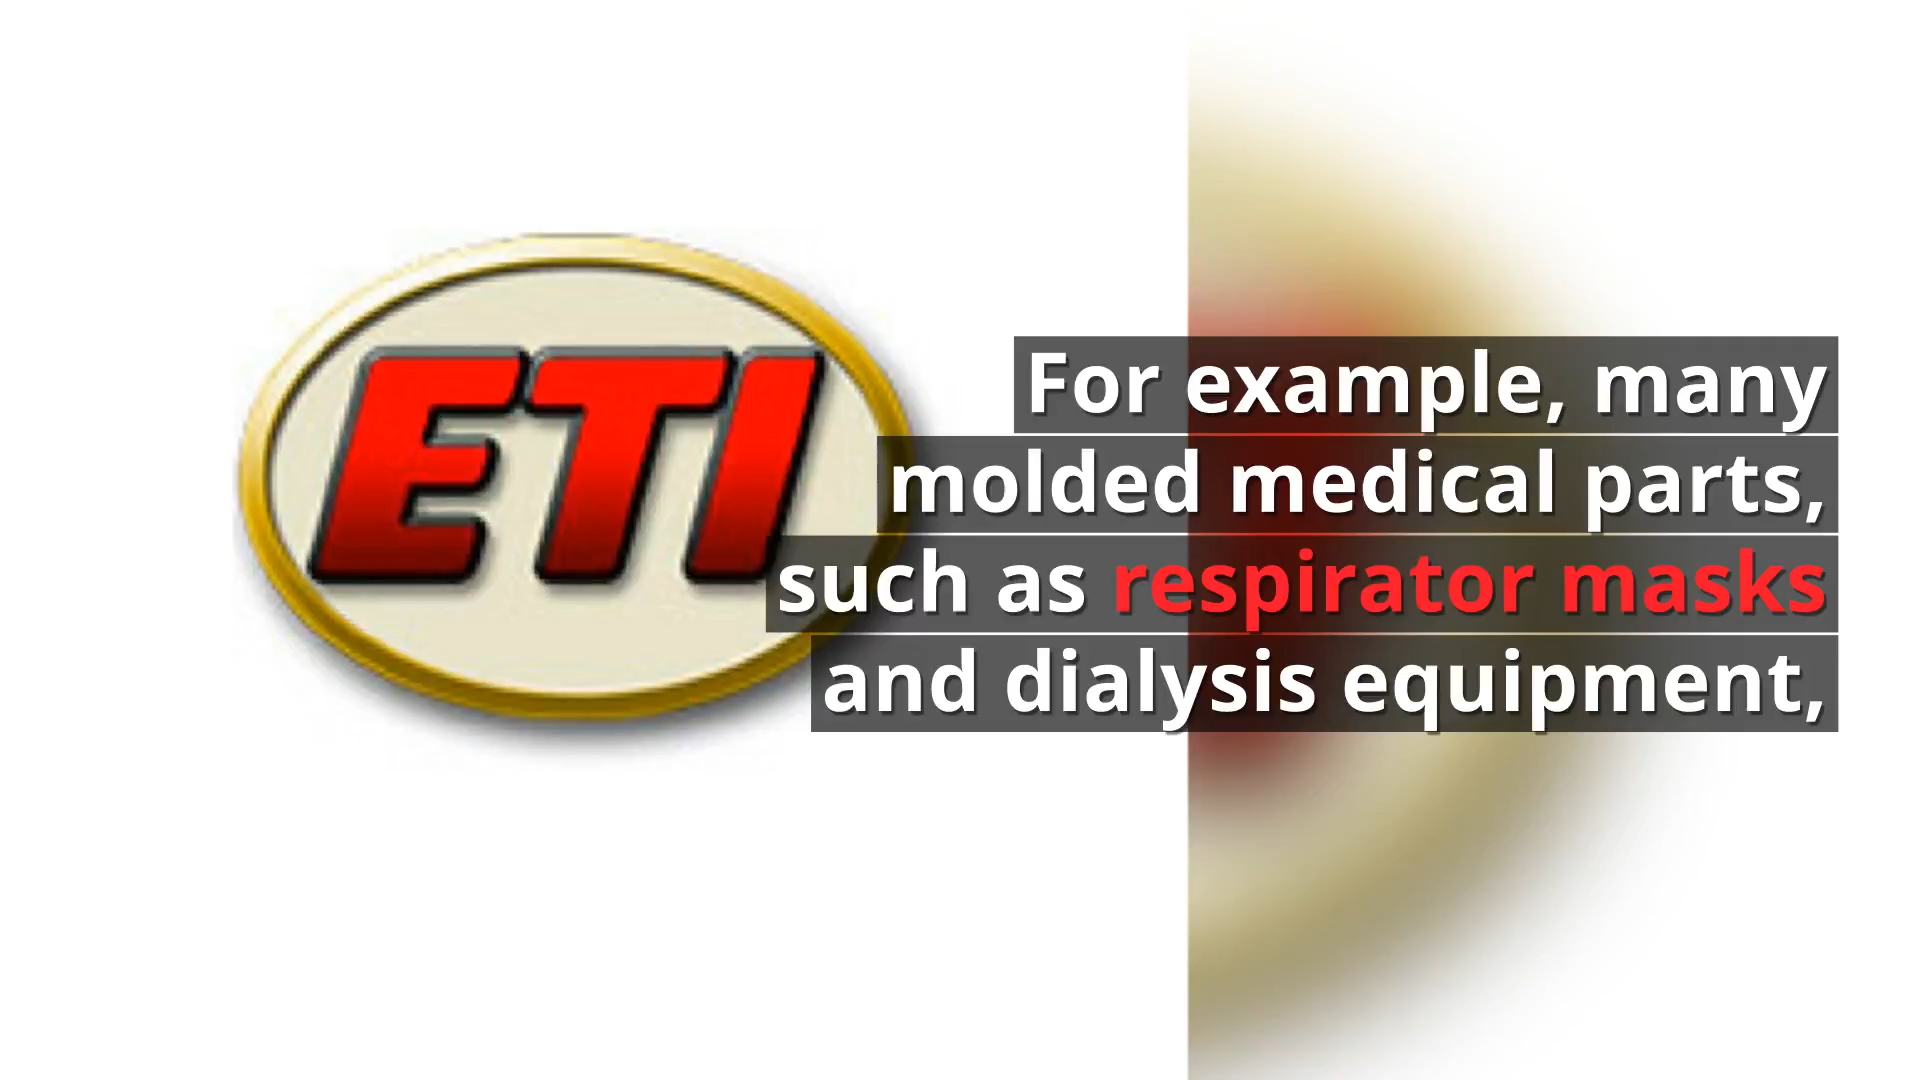 ETI
For example, many
molded medical parts,
such as respirator masks
and dialysis equipment,